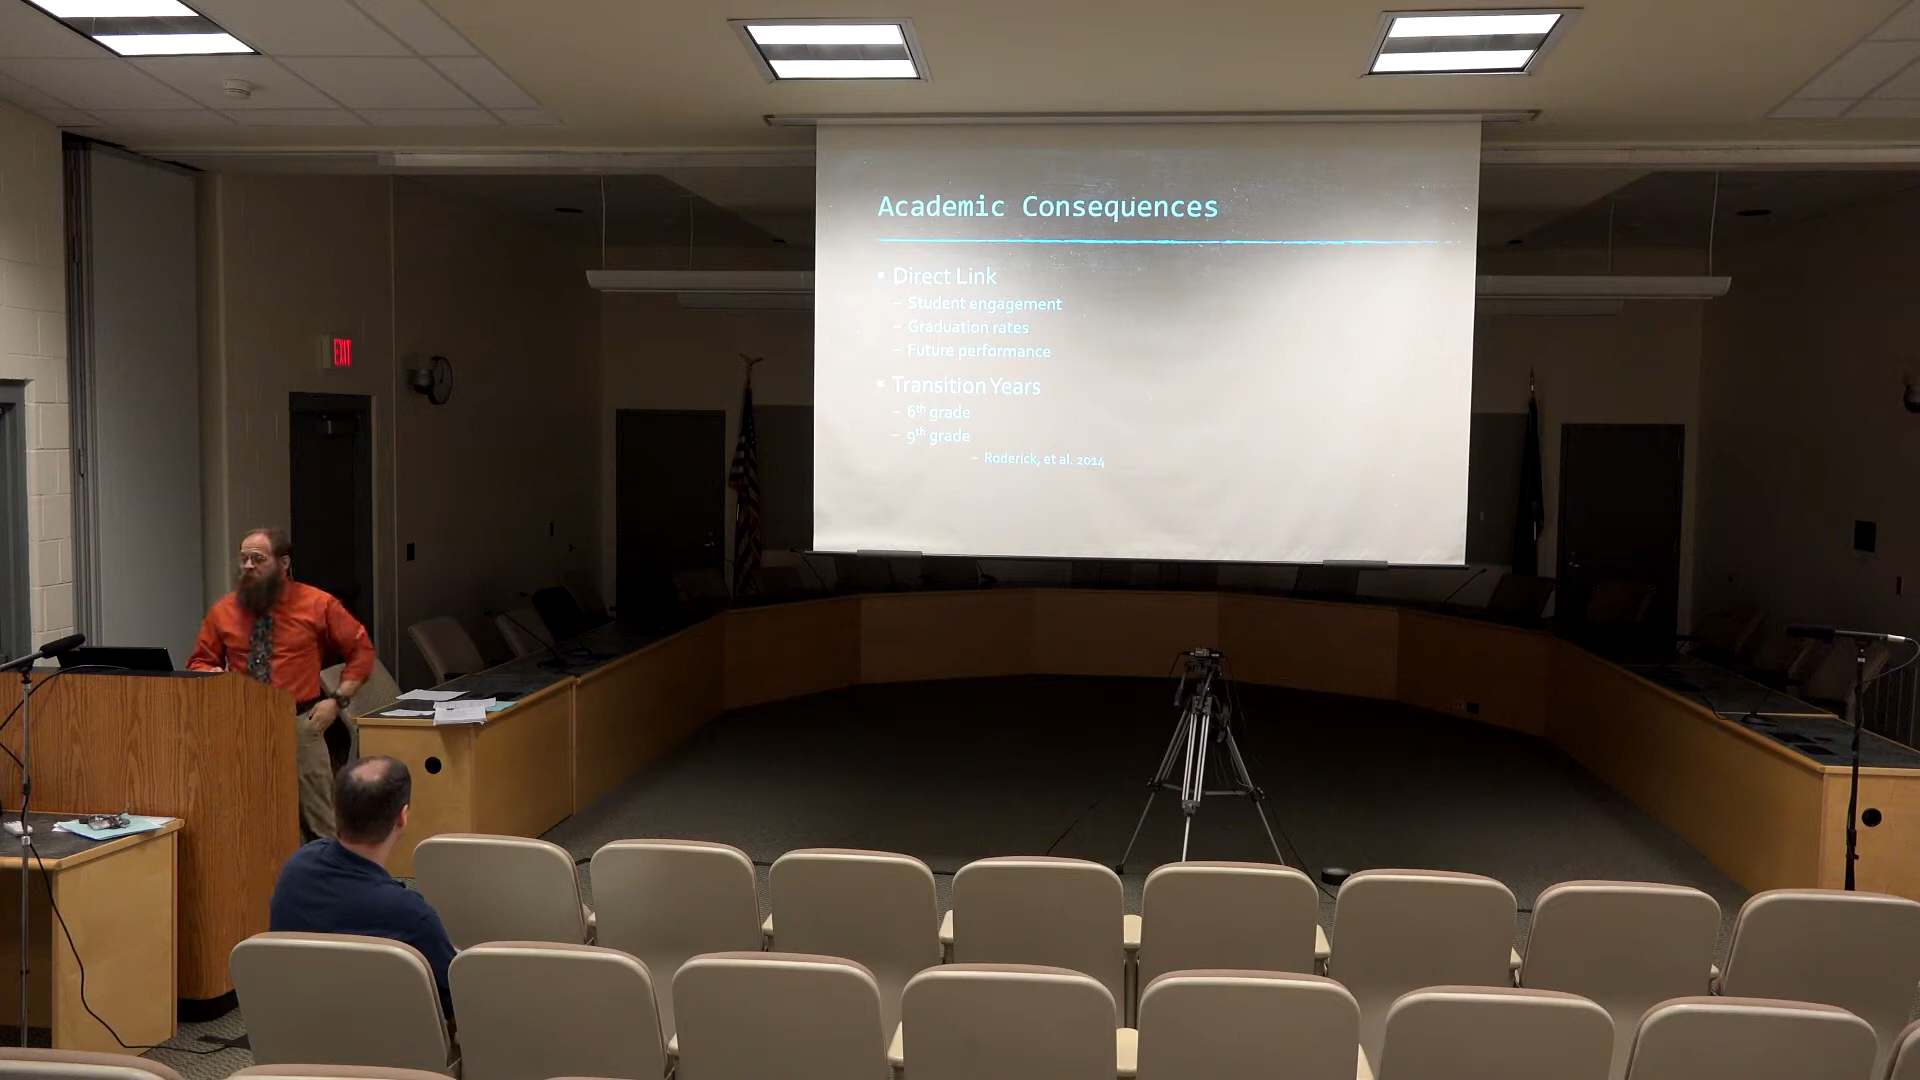 Academic Consequences
▪ Direct Link
– Student engagement
– Graduation rates
– Future performance
▪ Transition Years
– 6th grade
– 9th grade
– Roderick, et al. 2014
EXIT